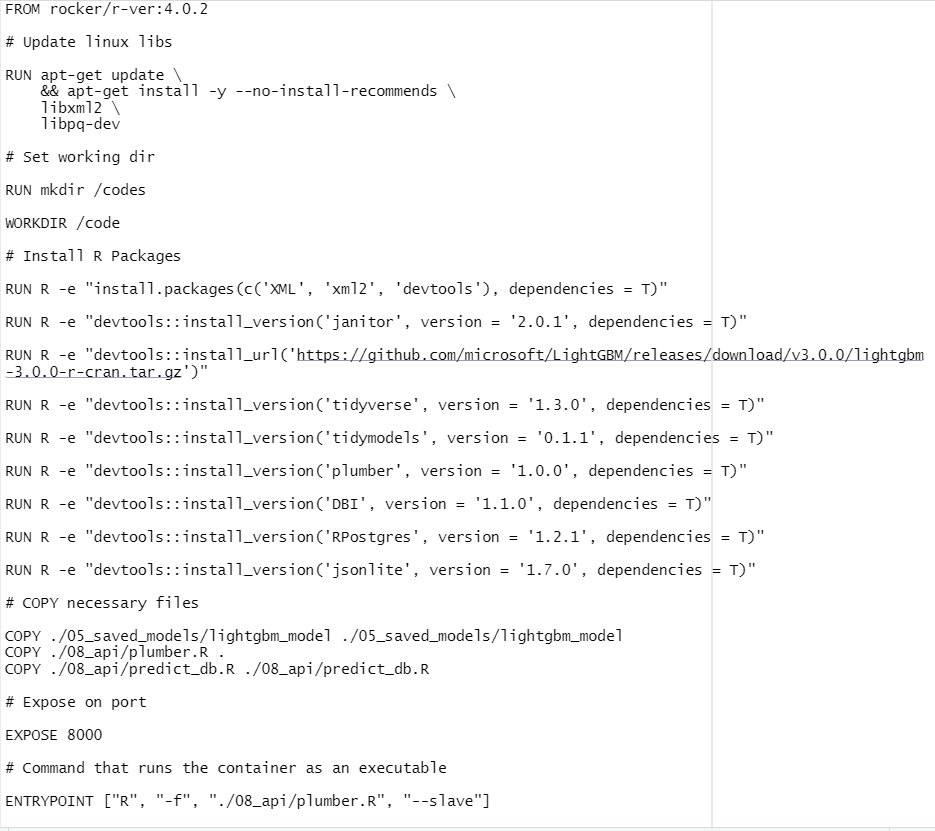 FROM rocker/r-ver:4.0.2
# Update linux libs
RUN apt-get update \
    && apt-get install -y --no-install-recommends \
    libxml2 \
    libpq-dev
# Set working dir
RUN mkdir /codes
WORKDIR /code
# Install R Packages
RUN R -e "install.packages(c('XML', 'xml2', 'devtools'), dependencies = T)"
RUN R -e "devtools::install_version('janitor', version = '2.0.1', dependencies = T)"
RUN R -e "devtools::install_url('https://github.com/microsoft/LightGBM/releases/download/v3.0.0/lightgbm
-3.0.0-r-cran.tar.gz')"
RUN R -e "devtools::install_version('tidyverse', version = '1.3.0', dependencies = T)"
RUN R -e "devtools::install_version('tidymodels', version = '0.1.1', dependencies = T)"
RUN R -e "devtools::install_version('plumber', version = '1.0.0', dependencies = T)"
RUN R -e "devtools::install_version('DBI', version = '1.1.0', dependencies = T)"
RUN R -e "devtools::install_version('RPostgres', version = '1.2.1', dependencies = T)"
RUN R -e "devtools::install_version('jsonlite', version = '1.7.0', dependencies = T)"
# COPY necessary files
COPY ./05_saved_models/lightgbm_model ./05_saved_models/lightgbm_model
COPY ./08_api/plumber.R .
COPY ./08_api/predict_db.R ./08_api/predict_db.R
# Expose on port
EXPOSE 8000
# Command that runs the container as an executable
ENTRYPOINT ["R", "-f", "./08_api/plumber.R", "--slave"]